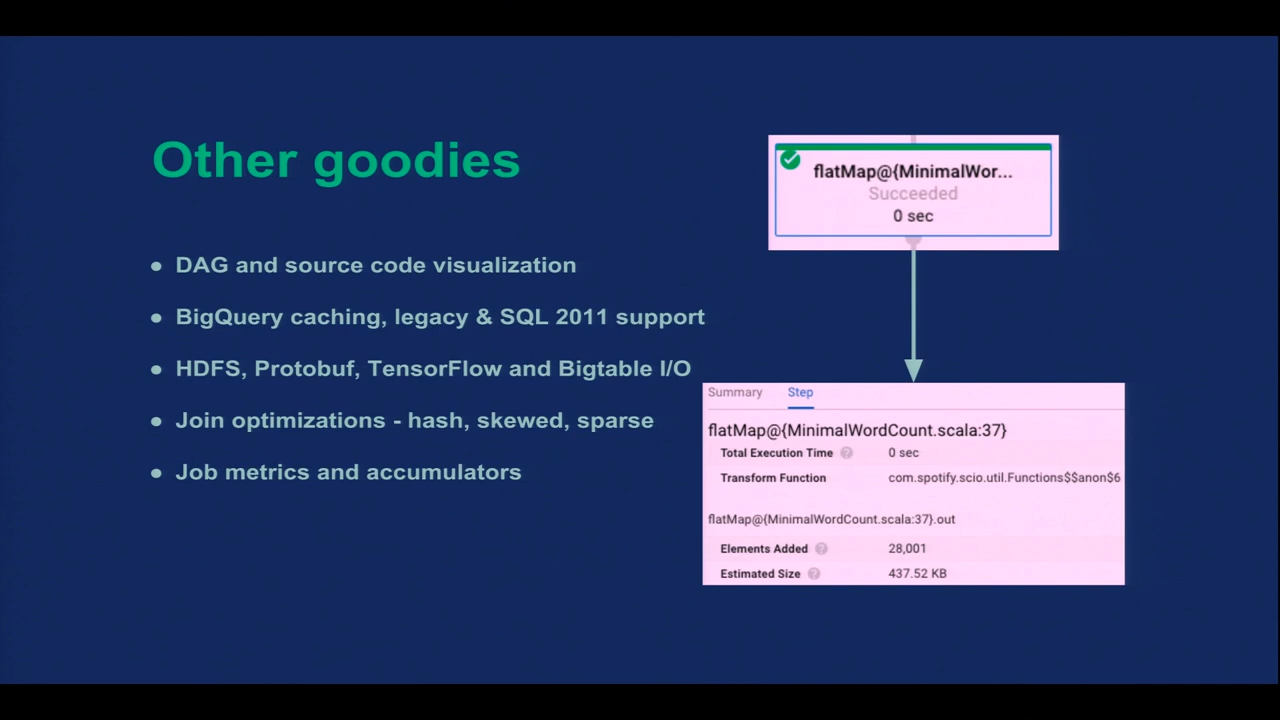 Other goodies
● DAG and source code visualization
● BigQuery caching, legacy & SQL 2011 support
● HDFS, Protobuf, TensorFlow and Bigtable I/O
● Join optimizations - hash, skewed, sparse
● Job metrics and accumulators
flatMap@{MinimalWor...
Succeeded
0 sec
Summary Step
flatMap@{MinimalWordCount.scala:37}
Total Execution Time ? 0 sec
Transform Function com.spotify.scio.util.Functions$$anon$6
flatMap@{MinimalWordCount.scala:37}.out
Elements Added ? 28,001
Estimated Size ? 437.52 KB